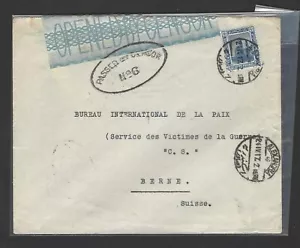 OPENED BY CENSOR
PASSED BY CENSOR
No 6
BUREAU INTERNATIONAL DE LA PAIX
(Service des Victimes de la Guerre
"C. S."
BERNE.
Suisse.